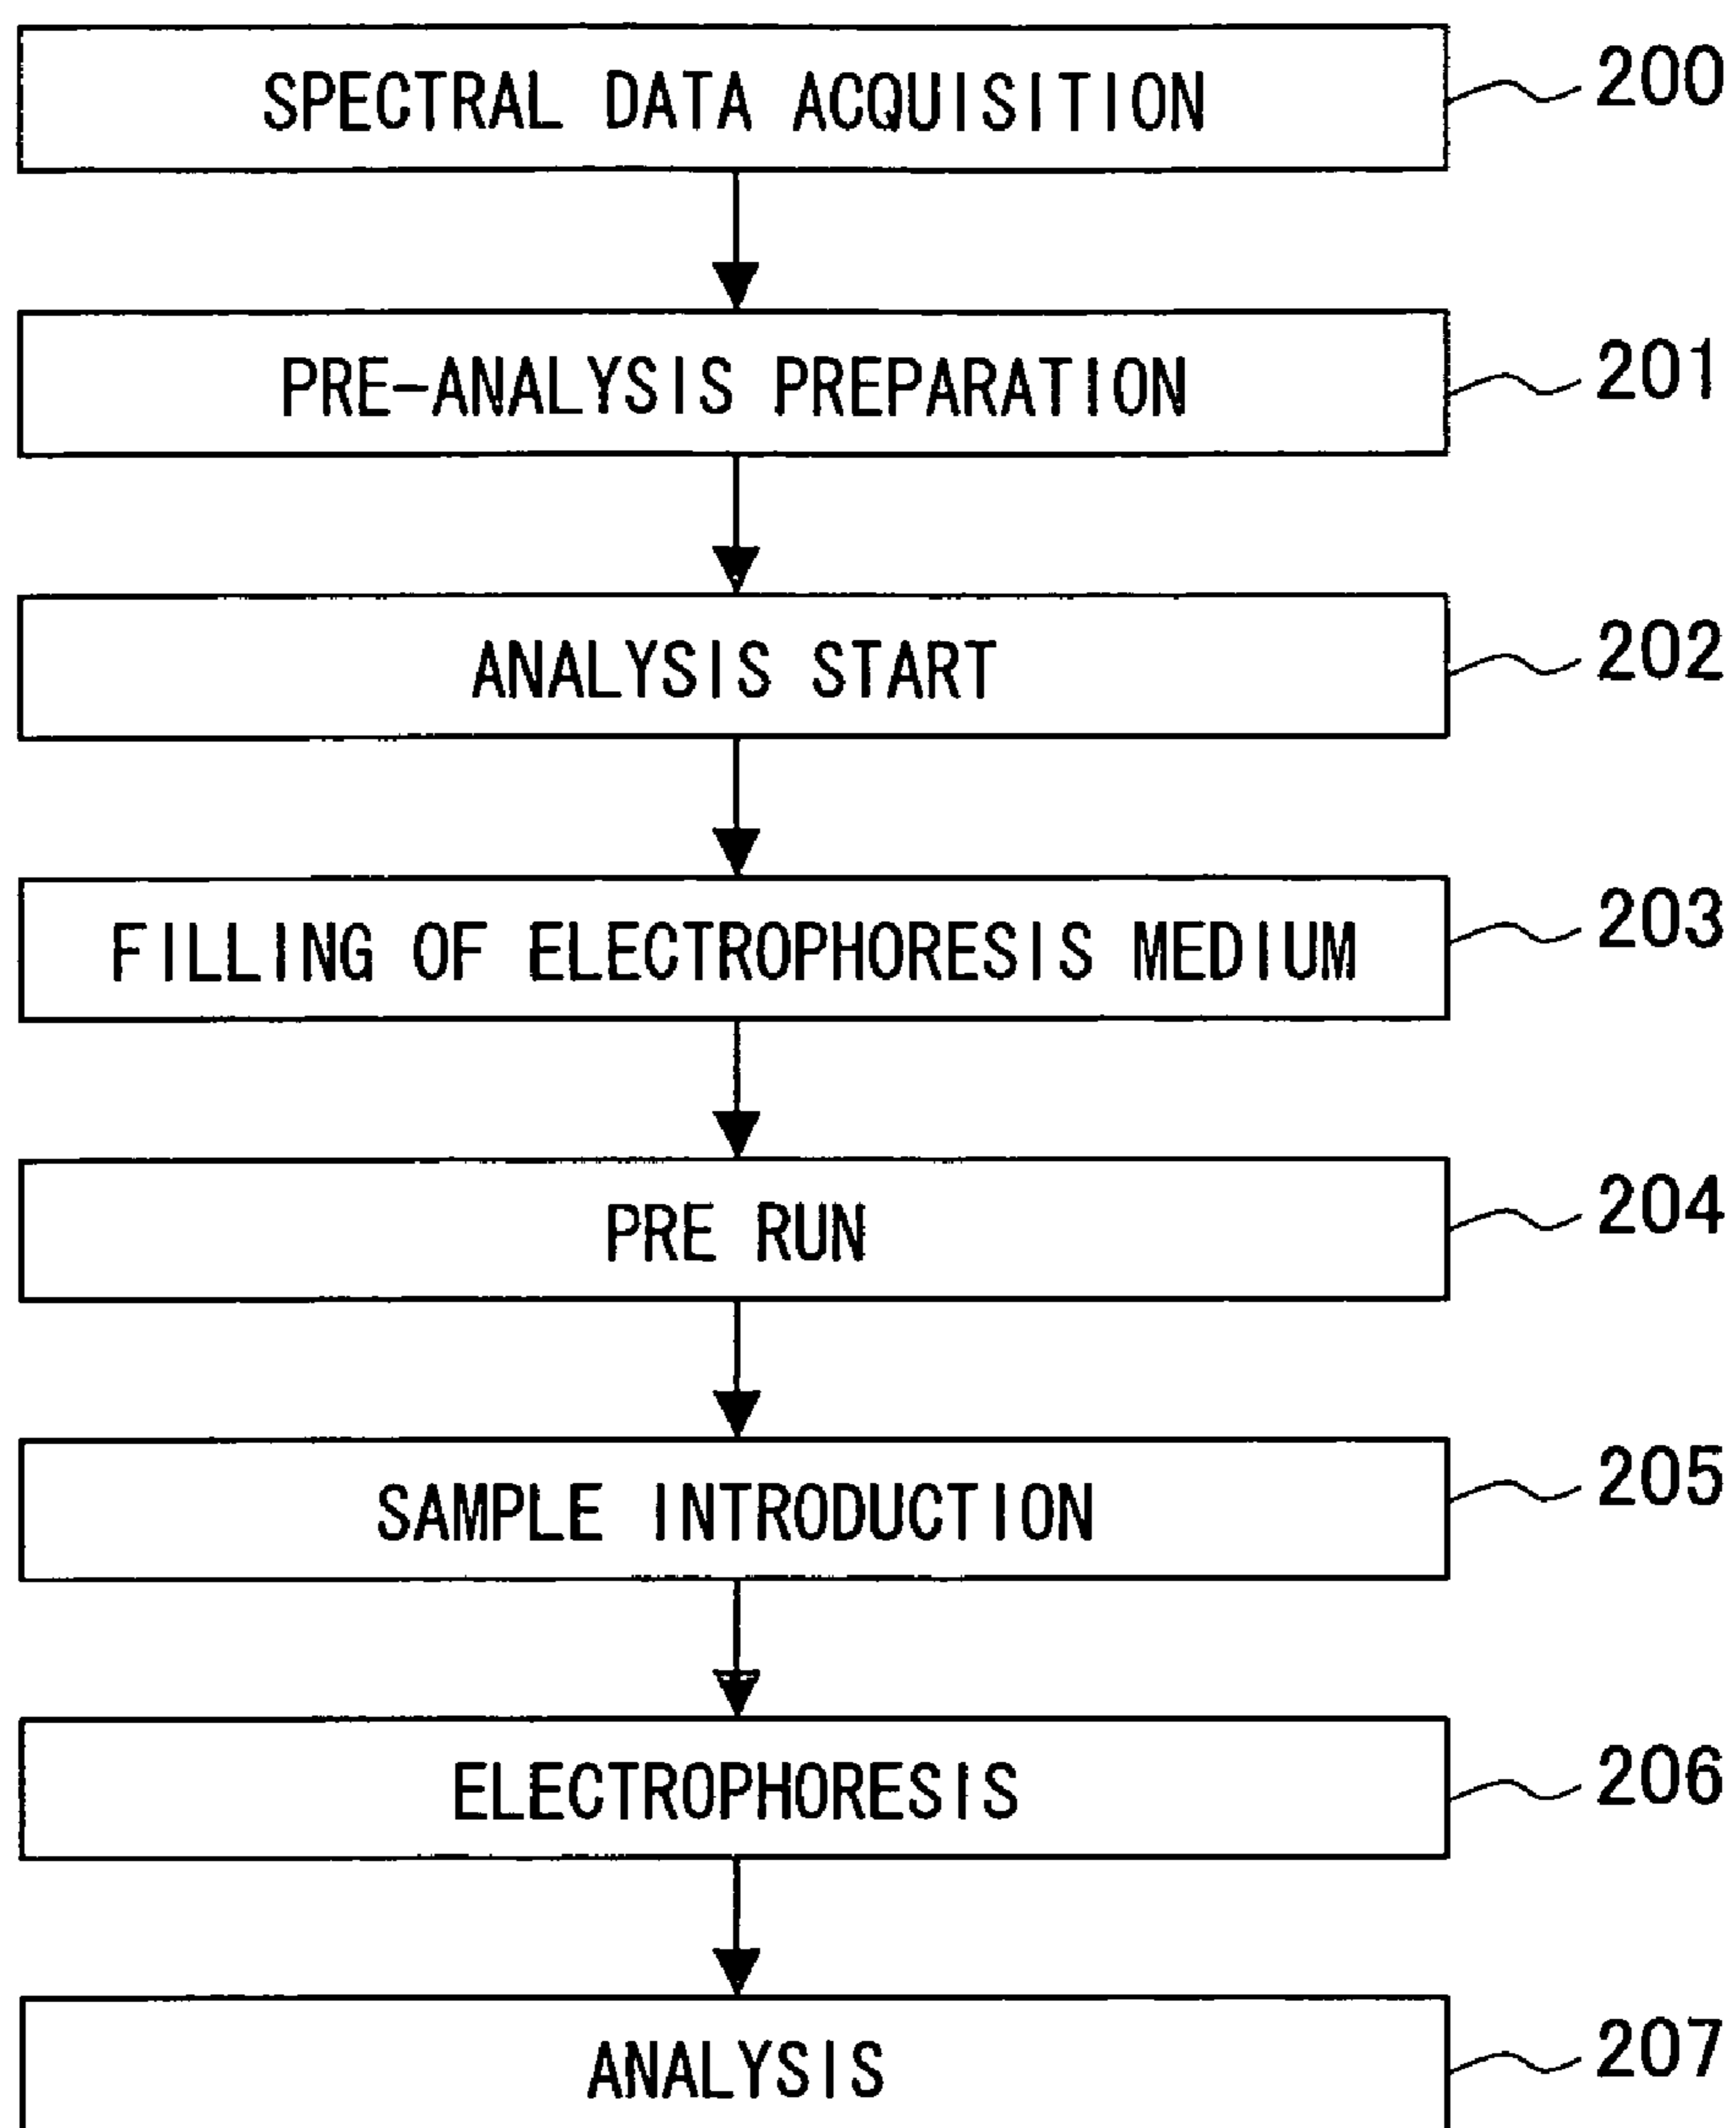 SPECTRAL DATA ACQUISITION 200
PRE-ANALYSIS PREPARATION 201
ANALYSIS START 202
FILLING OF ELECTROPHORESIS MEDIUM 203
PRE RUN 204
SAMPLE INTRODUCTION 205
ELECTROPHORESIS 206
ANALYSIS 207